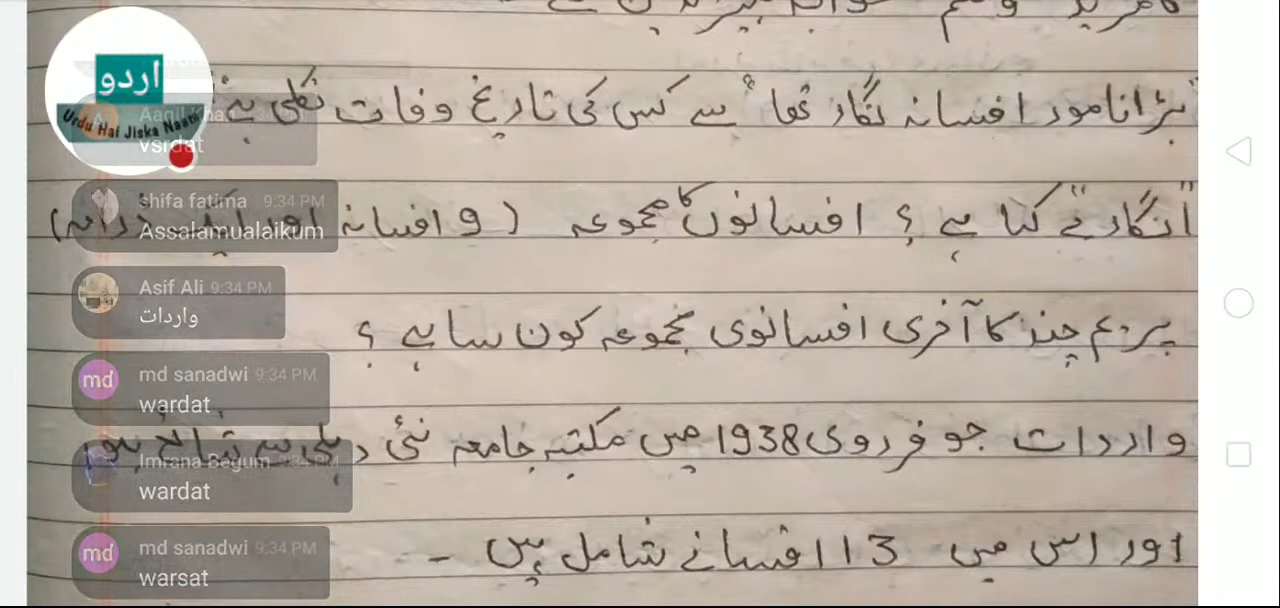 اردو
Urdu Hai Jiska Naam
"بڑا نامور افسانہ نگار تھا" سے کس کی تاریخ وفات نکلی ہے؟
Aaqil Khan
vsrdat
"انگارے" کیا ہے؟ افسانوں کا مجموعہ (9 افسانہ اور ایک ڈرامہ)
shifa fatima 9:34 PM
Assalamualaikum
Asif Ali 9:34 PM
واردات
پریم چند کا آخری افسانوی مجموعہ کون سا ہے ؟
md
md sanadwi 9:34 PM
wardat
واردات جو فروری 1938 میں مکتبہ جامعہ نئی دہلی سے شائع ہوا
Imrana Begum 9:34 PM
wardat
md
md sanadwi 9:34 PM
warsat
اور اس میں 13 افسانے شامل ہیں ۔